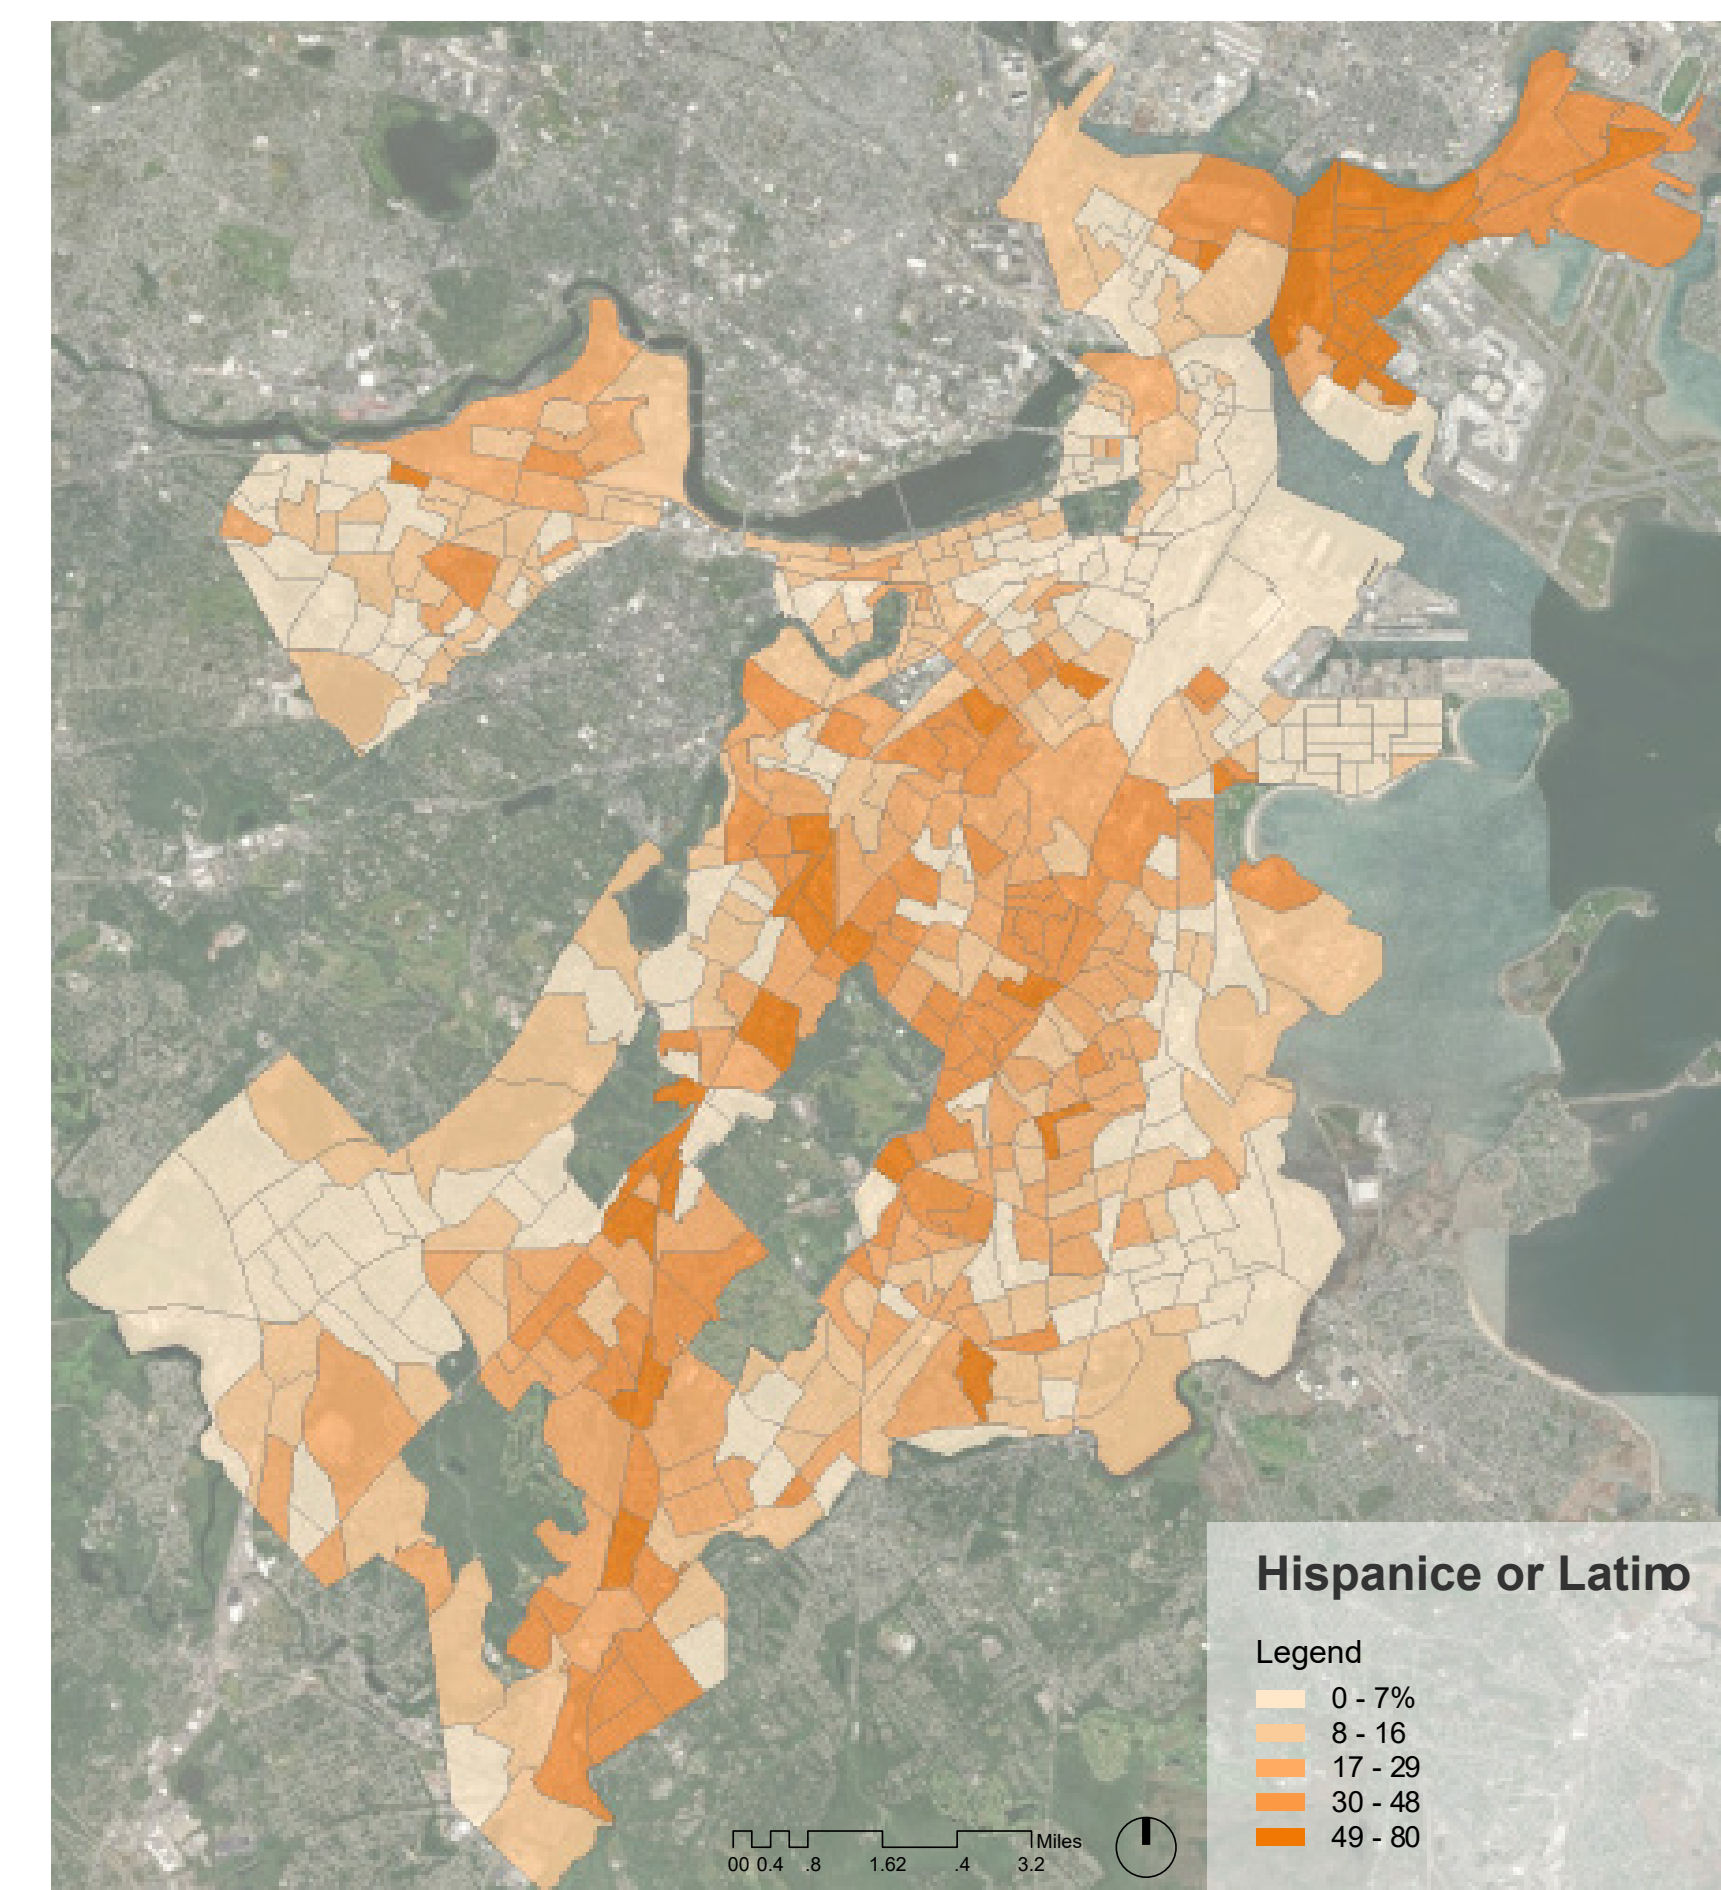 Hispanice or Latino
Legend
0 - 7%
8 - 16
17 - 29
30 - 48
49 - 80
Miles
00 0.4 .8 1.62 .4 3.2